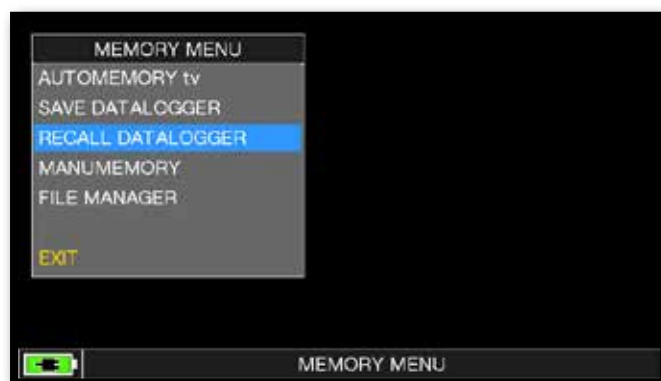 MEMORY MENU
AUTOMEMORY tv
SAVE DATALOGGER
RECALL DATALOGGER
MANUMEMORY
FILE MANAGER
EXIT
MEMORY MENU